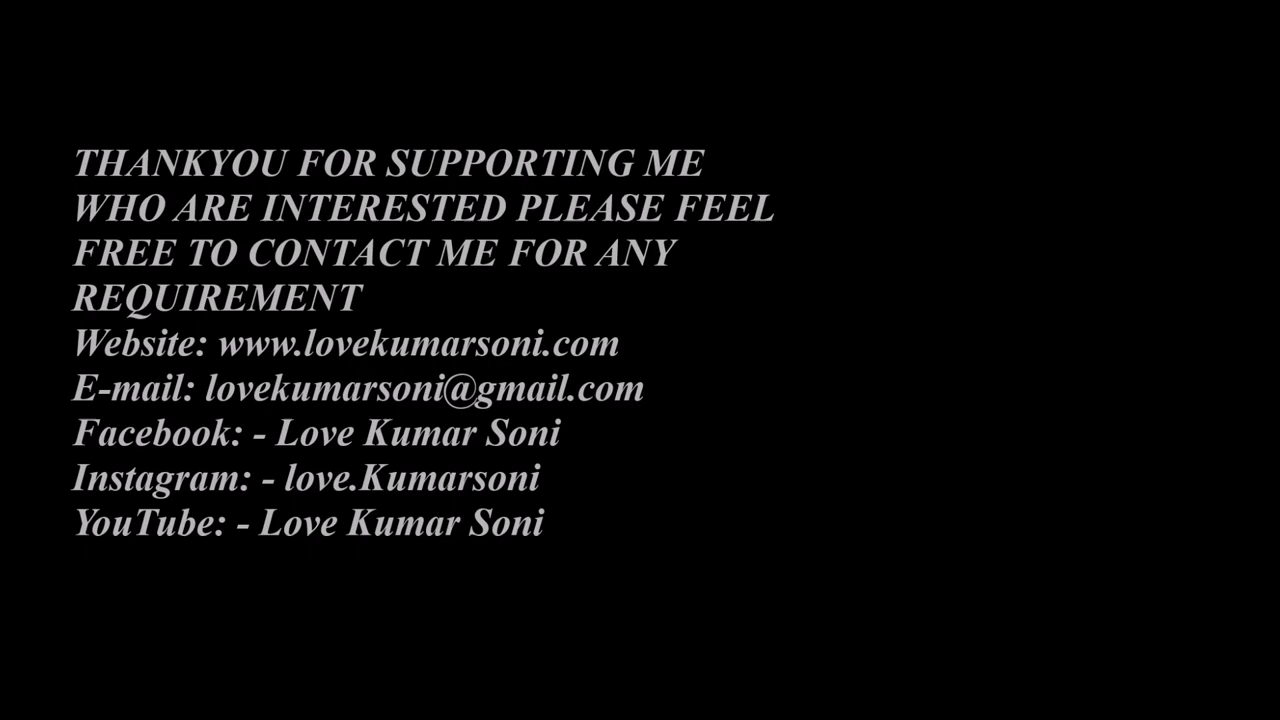 THANKYOU FOR SUPPORTING ME
WHO ARE INTERESTED PLEASE FEEL
FREE TO CONTACT ME FOR ANY
REQUIREMENT
Website: www.lovekumarsoni.com
E-mail: lovekumarsoni@gmail.com
Facebook: - Love Kumar Soni
Instagram: - love.Kumarsoni
YouTube: - Love Kumar Soni